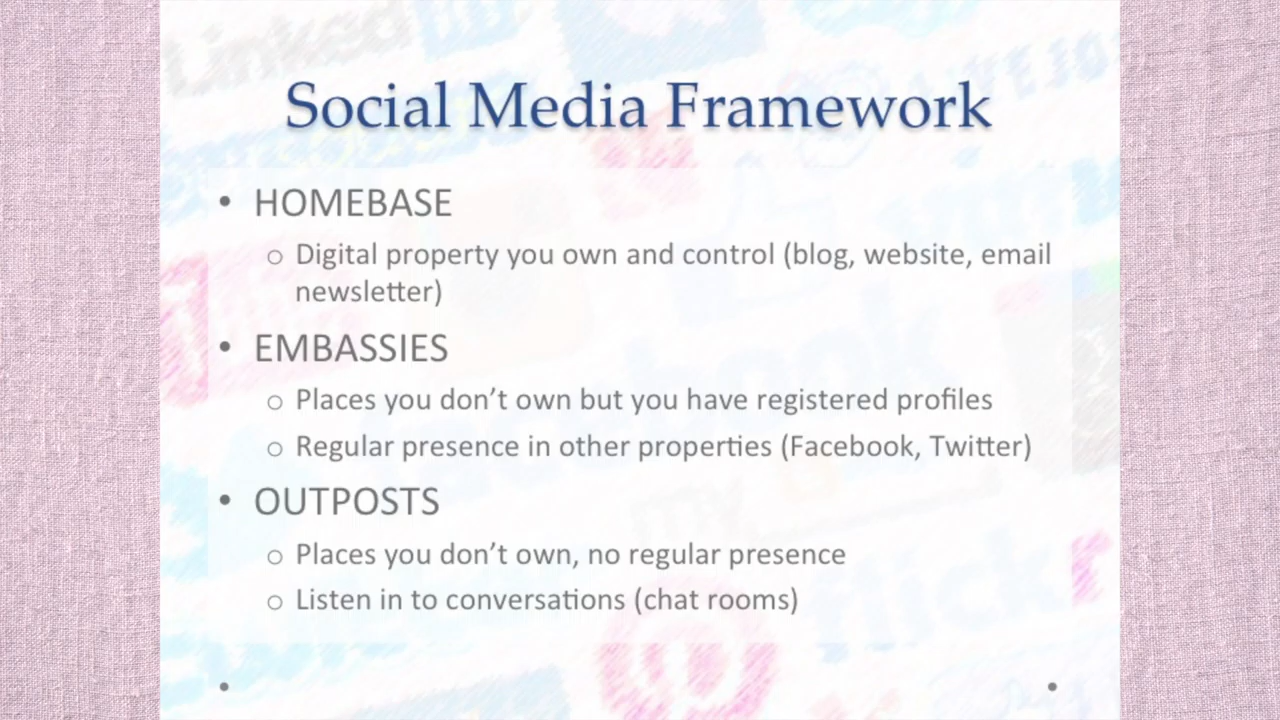 Social Media Framework
• HOMEBASE
o Digital property you own and control (blog, website, email
newsletter)
• EMBASSIES
o Places you don’t own but you have registered profiles
o Regular presence in other properties (Facebook, Twitter)
• OUTPOSTS
o Places you don’t own, no regular presence
o Listen in to conversations (chat rooms)